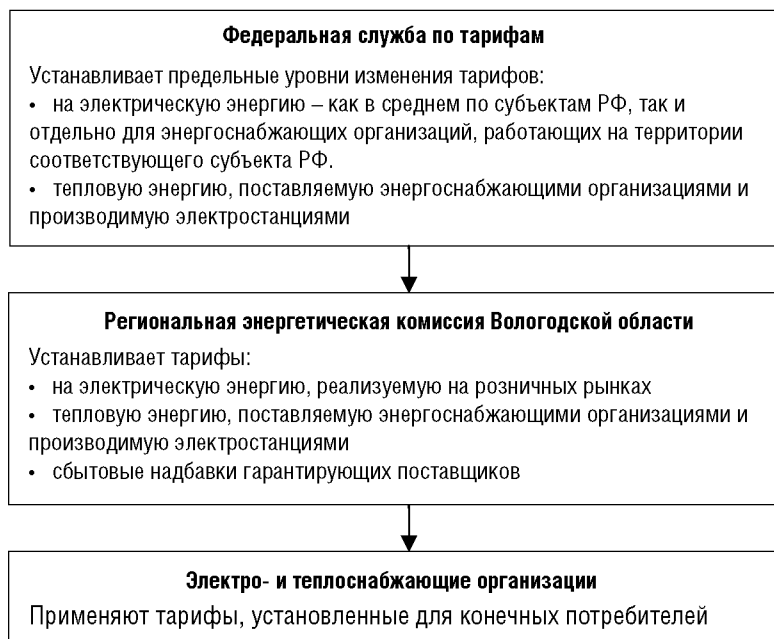 Федеральная служба по тарифам
Устанавливает предельные уровни изменения тарифов:
• на электрическую энергию – как в среднем по субъектам РФ, так и
отдельно для энергоснабжающих организаций, работающих на территории
соответствующего субъекта РФ.
• тепловую энергию, поставляемую энергоснабжающими организациями и
производимую электростанциями
Региональная энергетическая комиссия Вологодской области
Устанавливает тарифы:
• на электрическую энергию, реализуемую на розничных рынках
• тепловую энергию, поставляемую энергоснабжающими организациями и
производимую электростанциями
• сбытовые надбавки гарантирующих поставщиков
Электро- и теплоснабжающие организации
Применяют тарифы, установленные для конечных потребителей